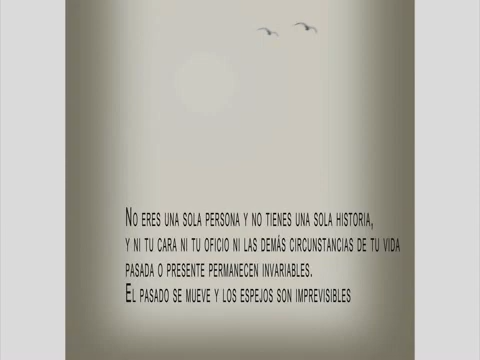 No eres una sola persona y no tienes una sola historia,
y ni tu cara ni tu oficio ni las demás circunstancias de tu vida
pasada o presente permanecen invariables.
El pasado se mueve y los espejos son imprevisibles